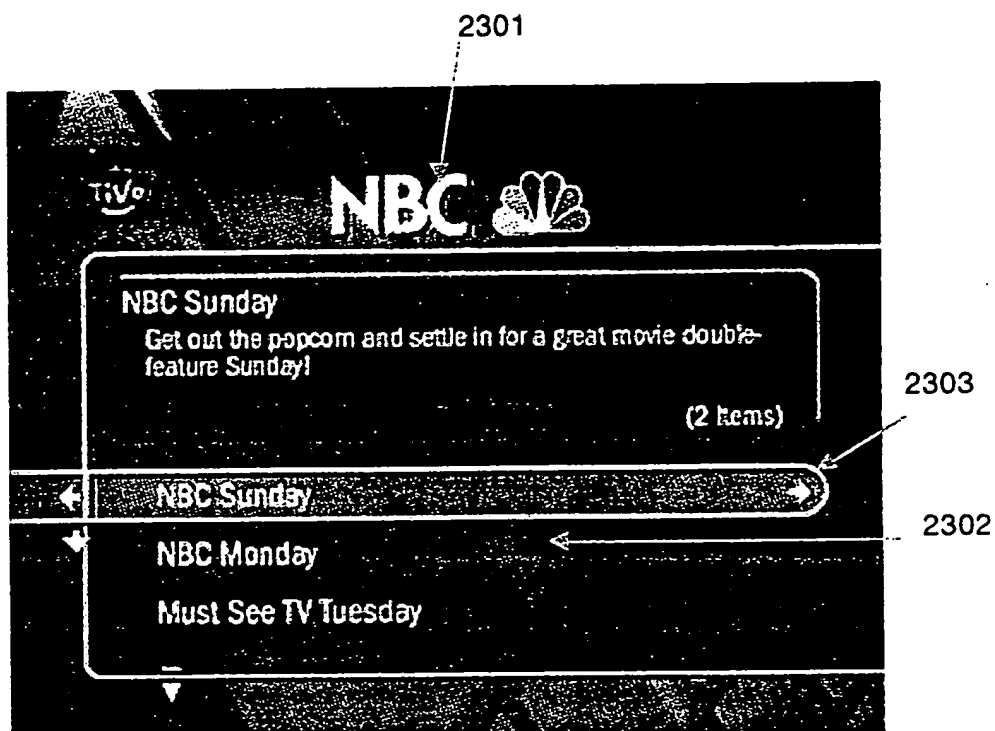 2301
TiVo
NBC
NBC Sunday
Get out the popcorn and settle in for a great movie double-
feature Sunday!
(2 Items)
2303
NBC Sunday
2302
NBC Monday
Must See TV Tuesday